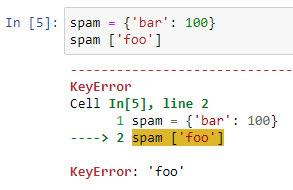 In [5]: spam = {'bar': 100}
spam ['foo']
-----------------------------
KeyError
Cell In[5], line 2
1 spam = {'bar': 100}
----> 2 spam ['foo']
KeyError: 'foo'